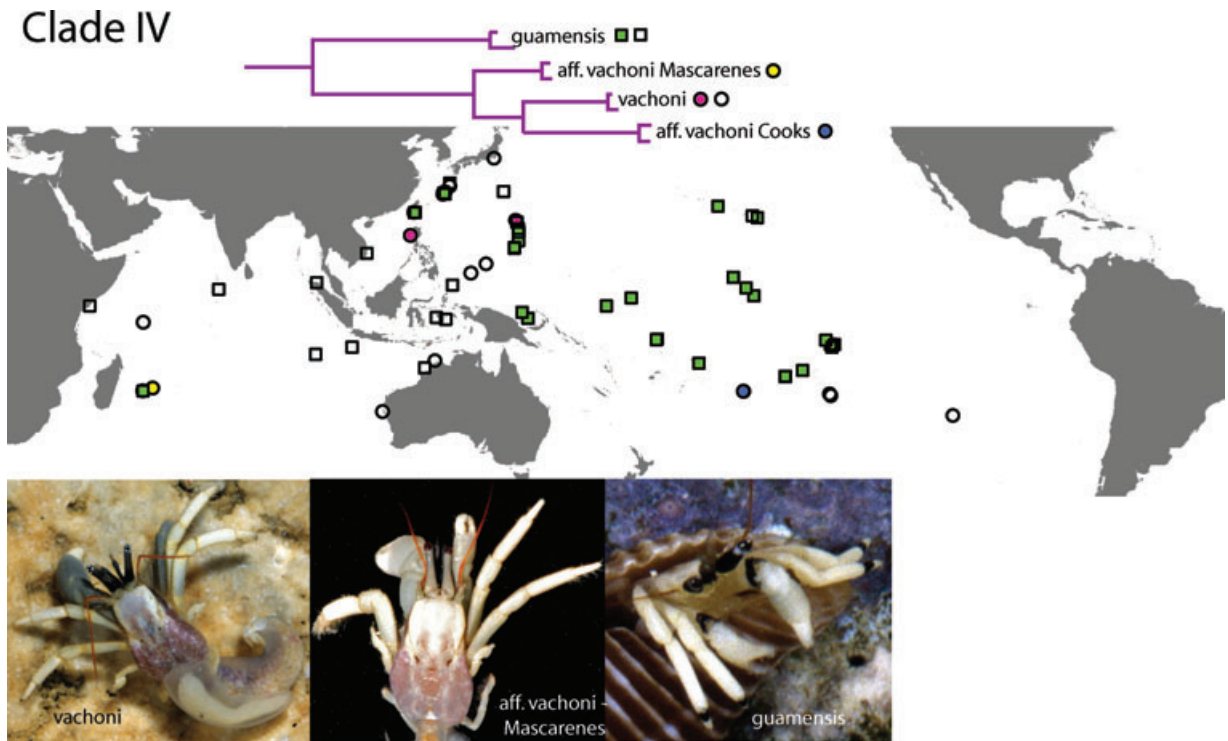 Clade IV
guamensis
aff. vachoni Mascarenes
vachoni
aff. vachoni Cooks
vachoni
aff. vachoni -
Mascarenes
guamensis